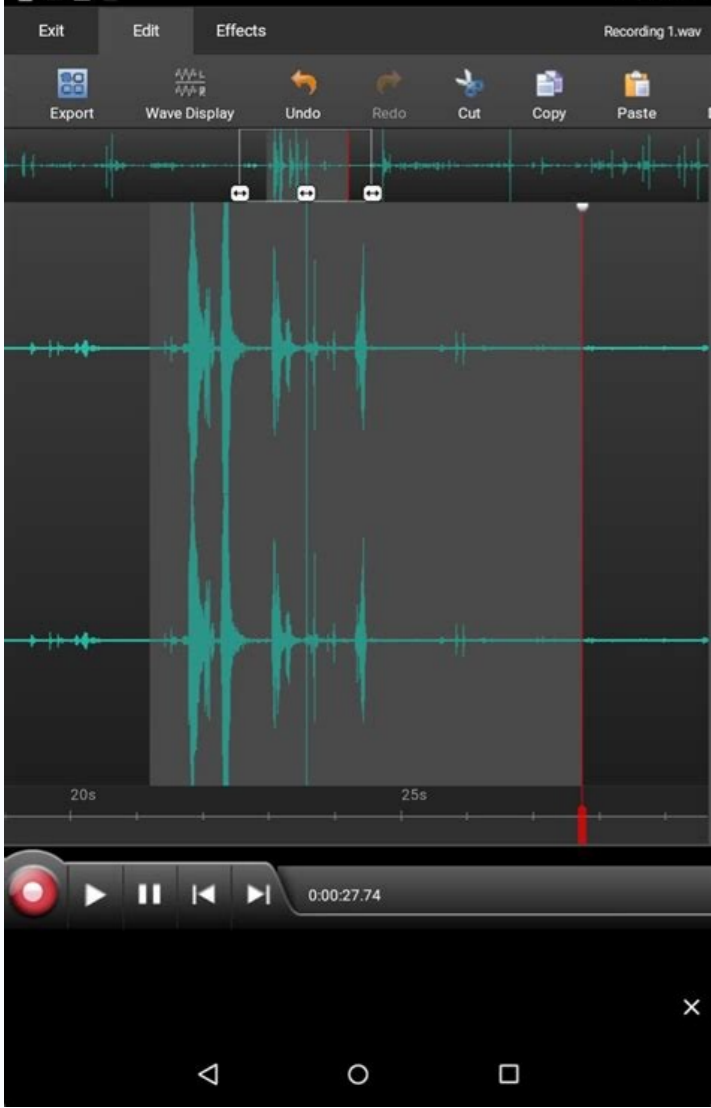 Exit Edit Effects Recording 1.wav
Export Wave Display Undo Redo Cut Copy Paste
20s 25s
0:00:27.74